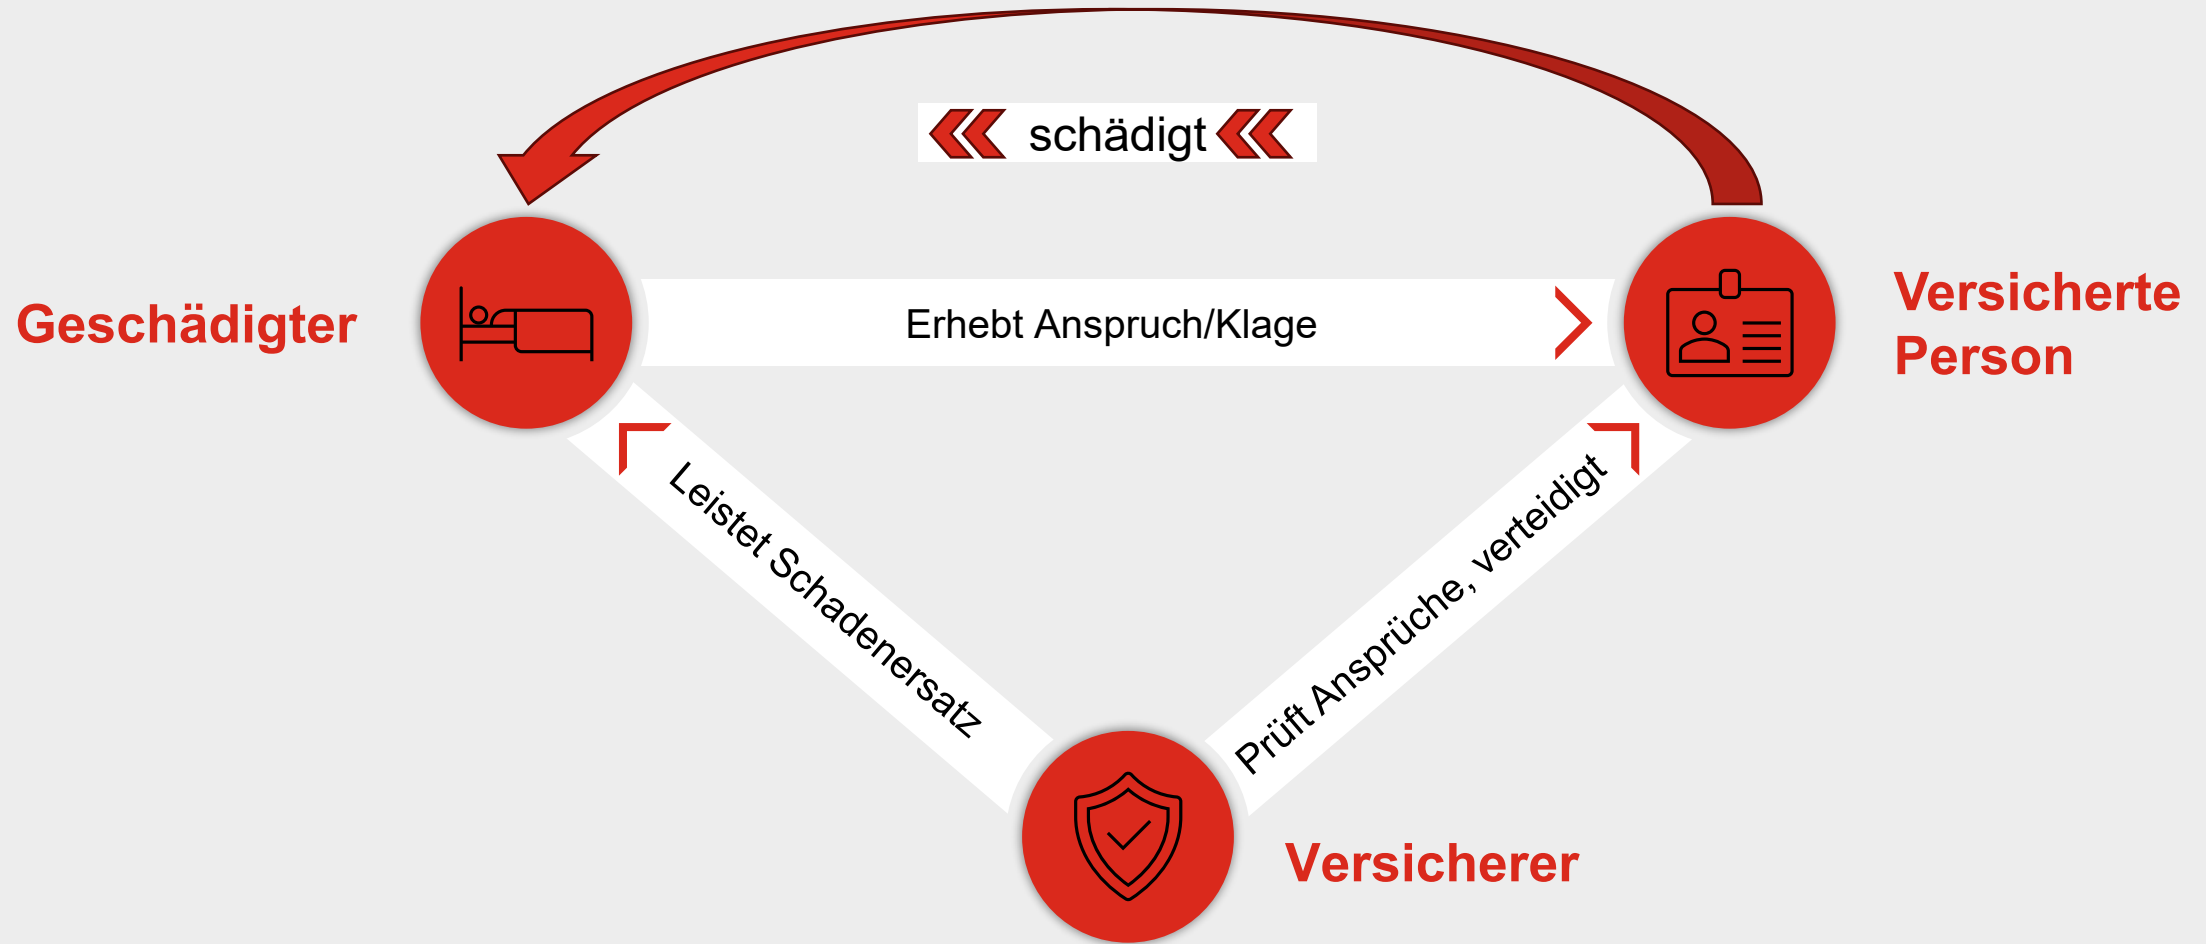 schädigt
Geschädigter
Erhebt Anspruch/Klage
Versicherte
Person
Leistet Schadenersatz
Prüft Ansprüche, verteidigt
Versicherer